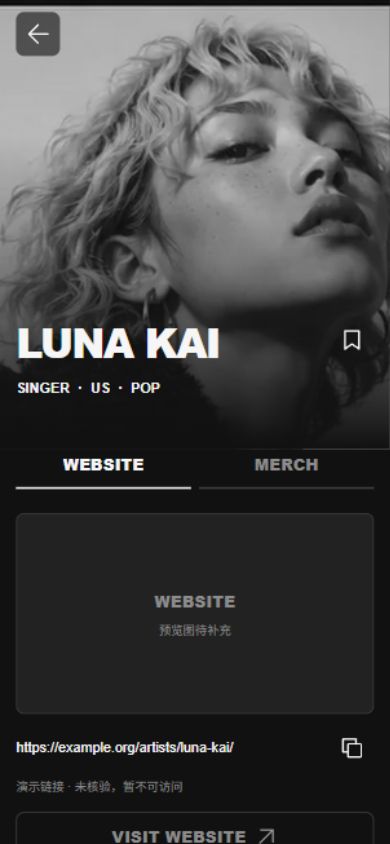 LUNA KAI
SINGER · US · POP
WEBSITE
MERCH
WEBSITE
预览图待补充
https://example.org/artists/luna-kai/
演示链接 · 未核验，暂不可访问
VISIT WEBSITE